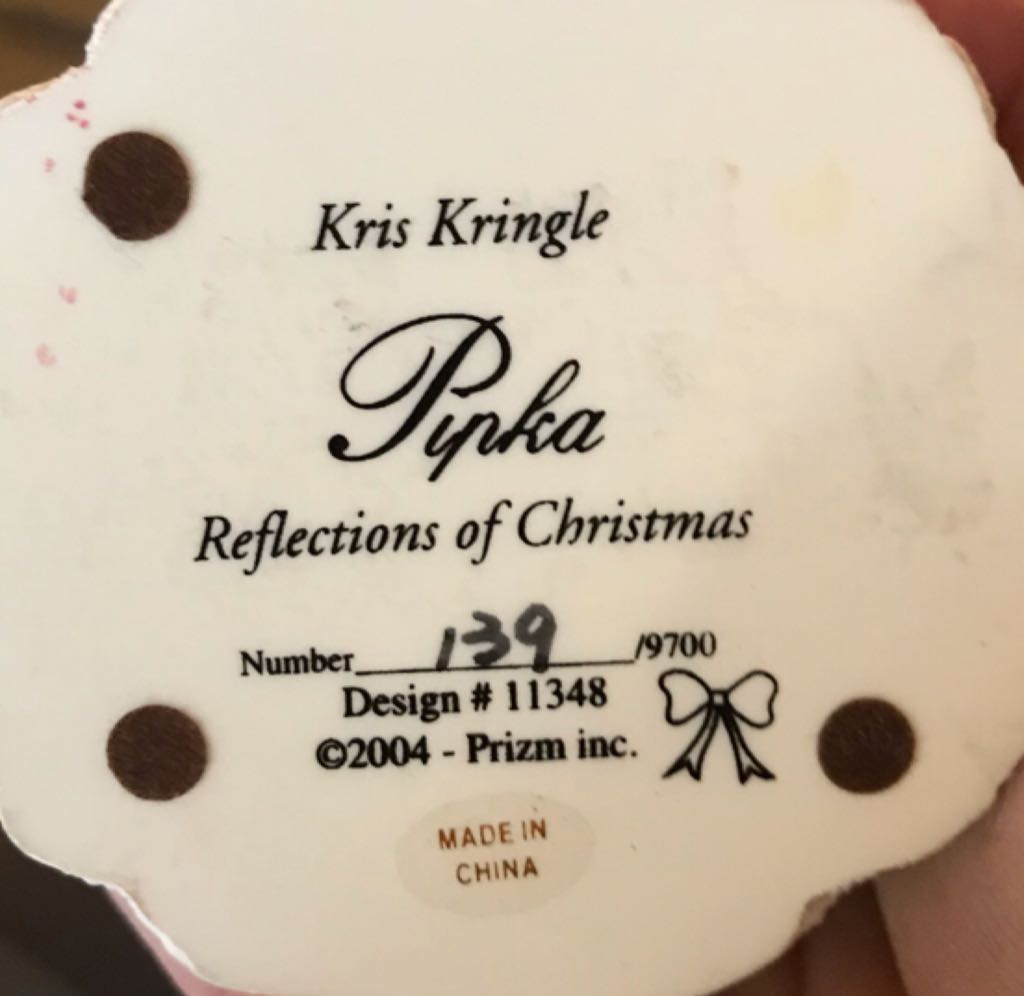 Kris Kringle
Pipka
Reflections of Christmas
Number 139 /9700
Design # 11348
©2004 - Prizm inc.
MADE IN
CHINA